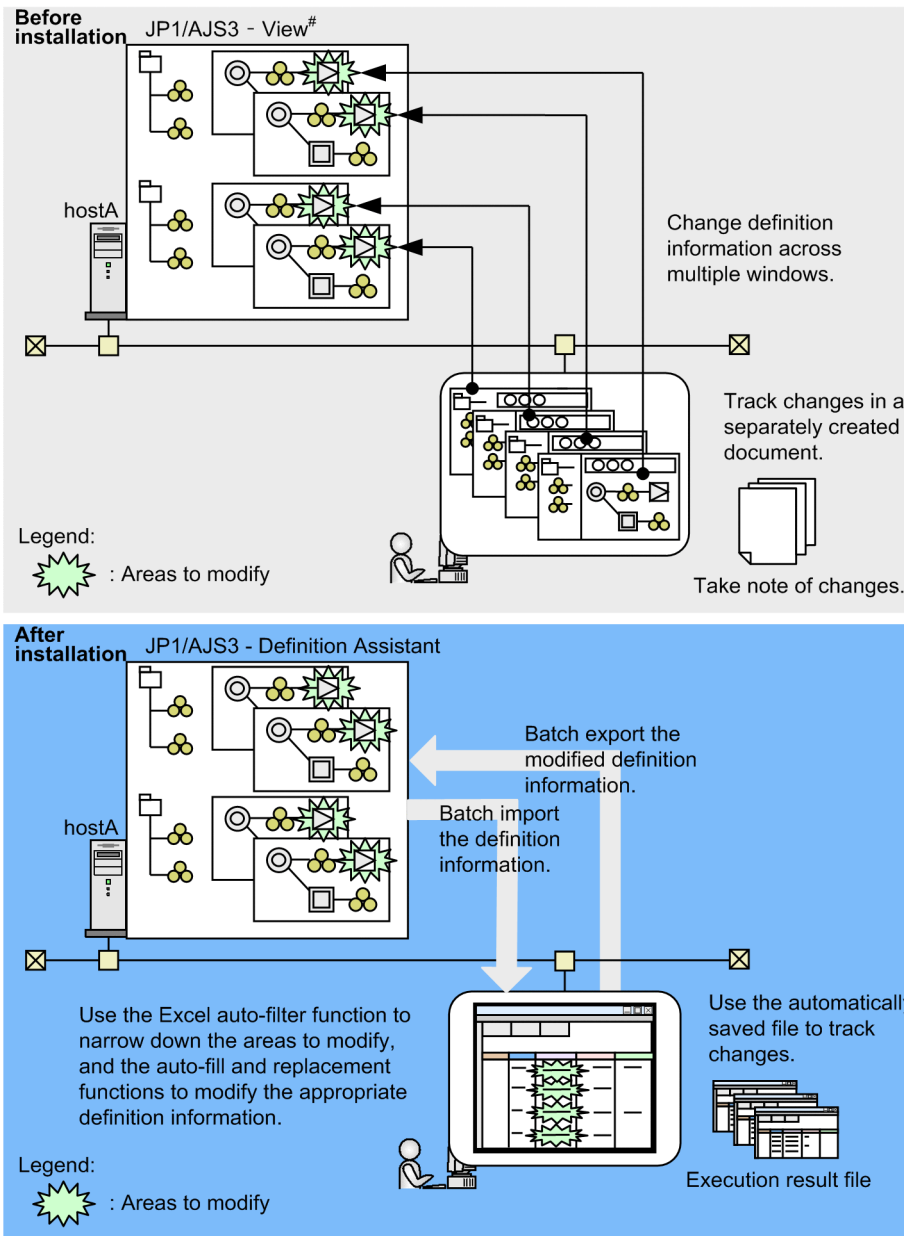 Before
installation
JP1/AJS3 - View#
hostA
Change definition
information across
multiple windows.
Track changes in a
separately created
document.
Take note of changes.
Legend:
: Areas to modify
After
installation
JP1/AJS3 - Definition Assistant
Batch export the
modified definition
information.
Batch import
the definition
information.
hostA
Use the Excel auto-filter function to
narrow down the areas to modify,
and the auto-fill and replacement
functions to modify the appropriate
definition information.
Use the automatically
saved file to track
changes.
Execution result file
Legend:
: Areas to modify